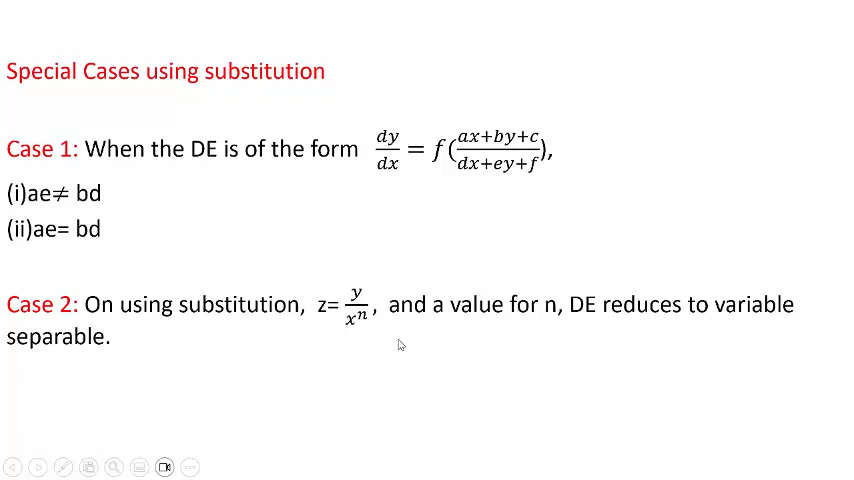 Special Cases using substitution
Case 1: When the DE is of the form dy/dx = f(ax+by+c/dx+ey+f),
(i)ae≠ bd
(ii)ae= bd
Case 2: On using substitution, z= y/xⁿ, and a value for n, DE reduces to variable
separable.